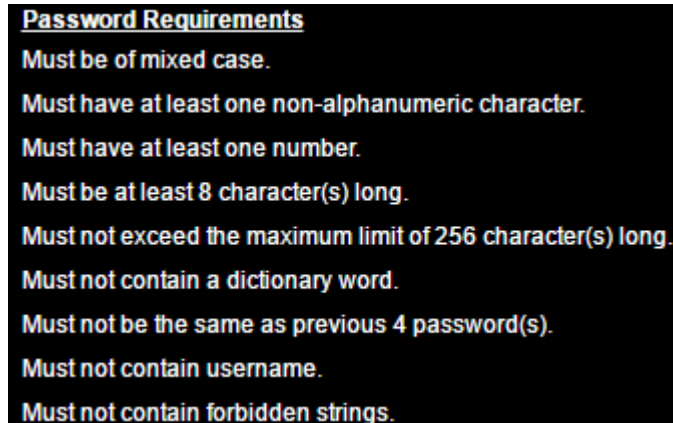 Password Requirements
Must be of mixed case.
Must have at least one non-alphanumeric character.
Must have at least one number.
Must be at least 8 character(s) long.
Must not exceed the maximum limit of 256 character(s) long.
Must not contain a dictionary word.
Must not be the same as previous 4 password(s).
Must not contain username.
Must not contain forbidden strings.